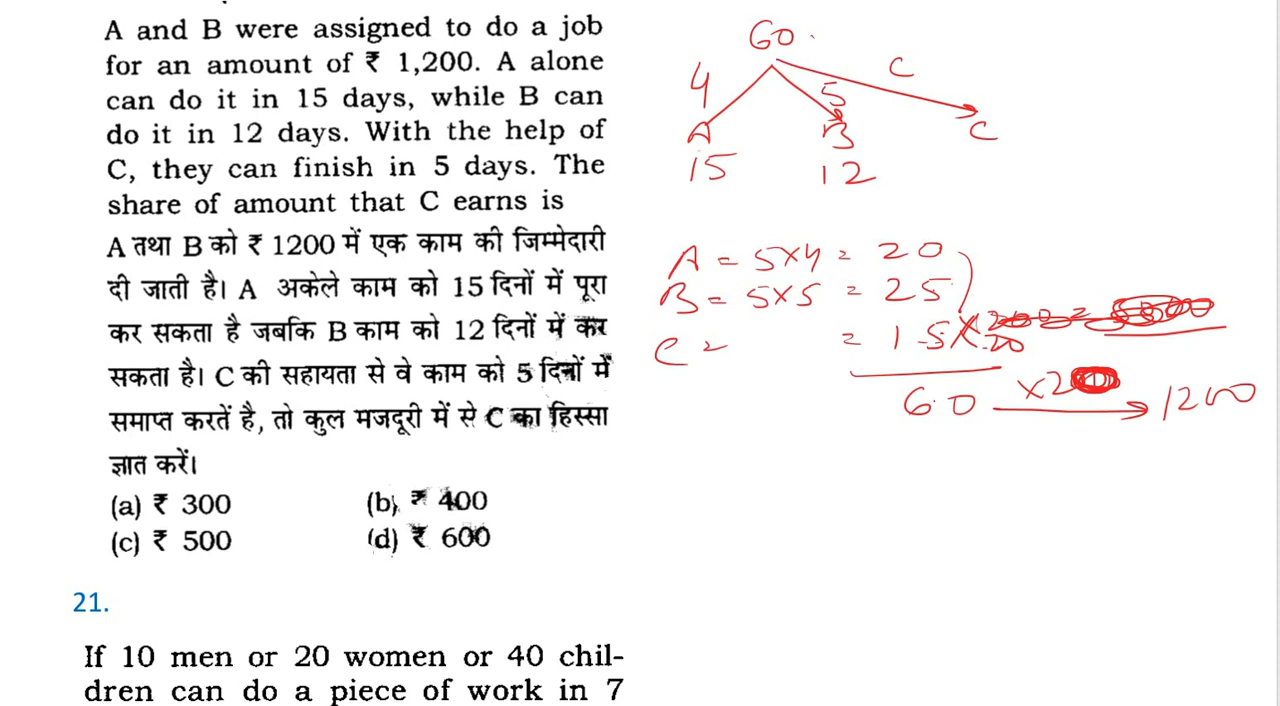 A and B were assigned to do a job
for an amount of ₹ 1,200. A alone
can do it in 15 days, while B can
do it in 12 days. With the help of
C, they can finish in 5 days. The
share of amount that C earns is
A तथा B को ₹ 1200 में एक काम की जिम्मेदारी
दी जाती है। A अकेले काम को 15 दिनों में पूरा
कर सकता है जबकि B काम को 12 दिनों में कर
सकता है। C की सहायता से वे काम को 5 दिनों में
समाप्त करतें है, तो कुल मजदूरी में से C का हिस्सा
ज्ञात करें।
(a) ₹ 300 (b) ₹ 400
(c) ₹ 500 (d) ₹ 600
21.
If 10 men or 20 women or 40 chil-
dren can do a piece of work in 7
60
4 5 C
A B C
15 12
A = 5×4 = 20
B = 5×5 = 25
C = = 15× 20
60 ×20 1200